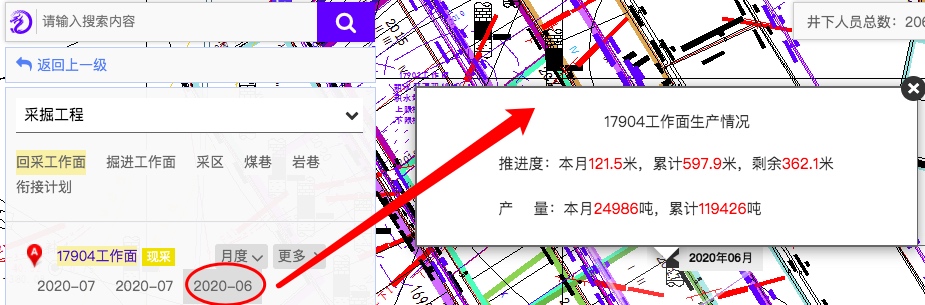 请输入搜索内容
井下人员总数：206
返回上一级
采掘工程
回采工作面 掘进工作面 采区 煤巷 岩巷
衔接计划
17904工作面 现采 月度 更多
2020-07 2020-07 2020-06
A
2015
17904工作面生产情况
推进度：本月121.5米，累计597.9米，剩余362.1米
产 量：本月24986吨，累计119426吨
2020年06月